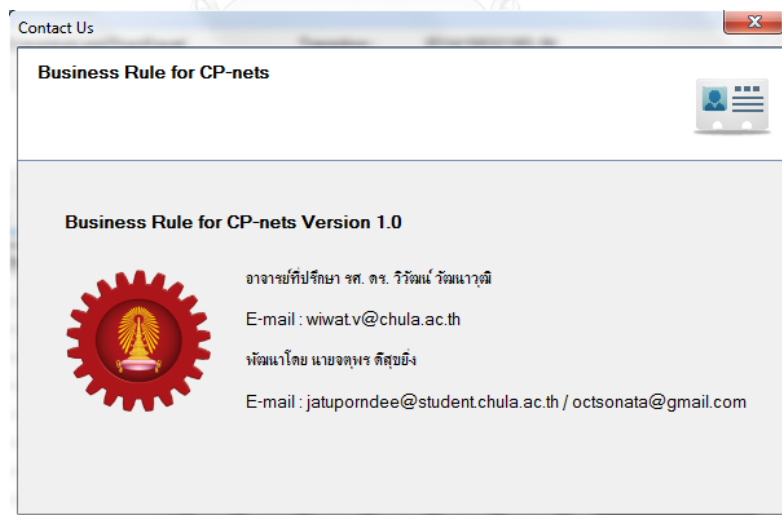 Contact Us
Business Rule for CP-nets
Business Rule for CP-nets Version 1.0
อาจารย์ที่ปรึกษา รศ. ดร. วิวัฒน์ วัฒนาวุฒิ
E-mail : wiwat.v@chula.ac.th
พัฒนาโดย นายจตุพร ดีสุขยิ่ง
E-mail : jatuporndee@student.chula.ac.th / octsonata@gmail.com